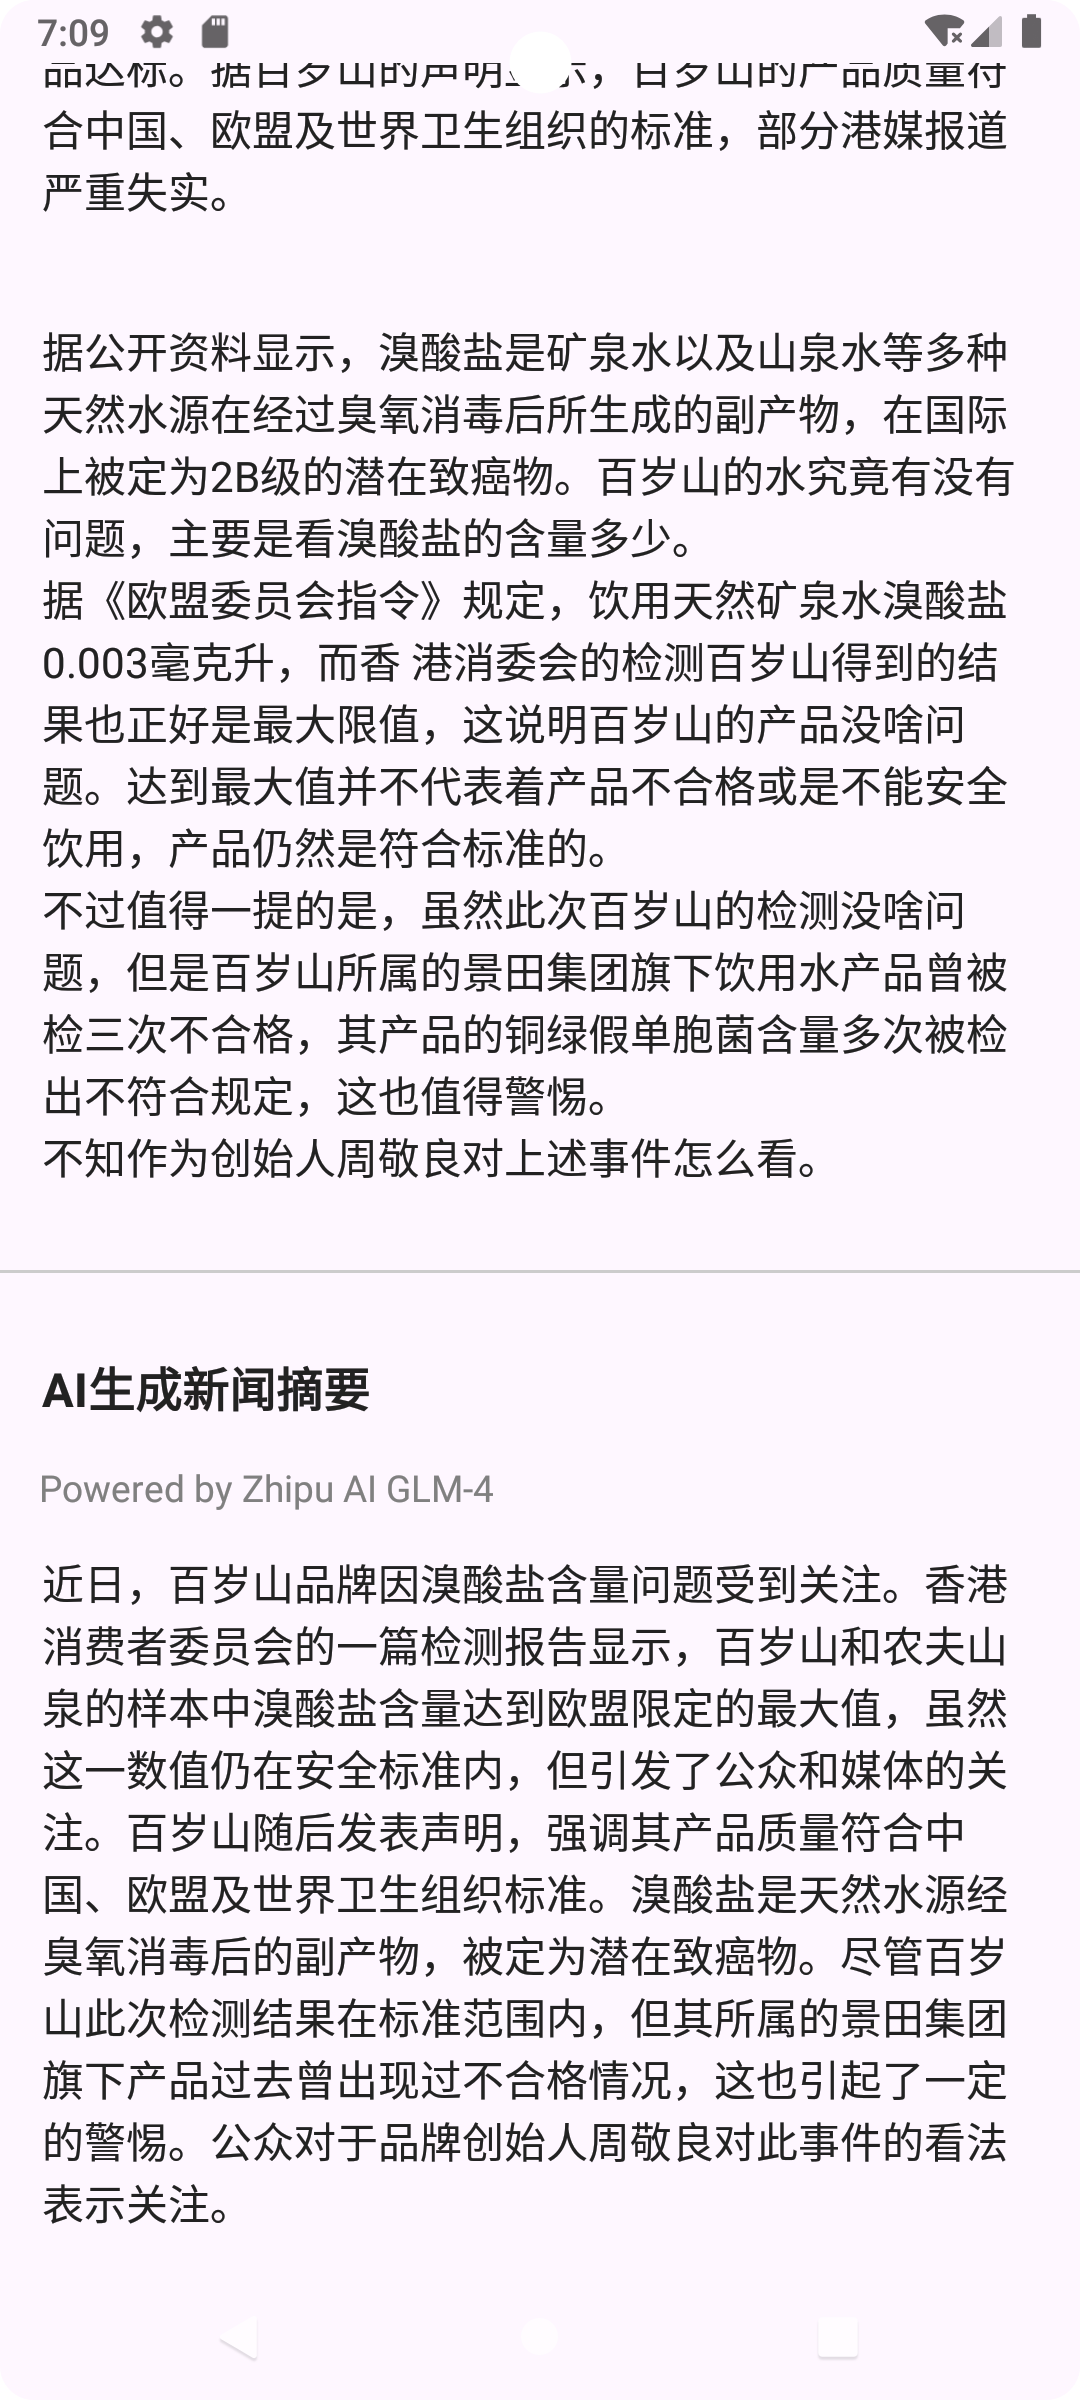 7:09
品达标。据百岁山的声明显示，百岁山的产品质量符
合中国、欧盟及世界卫生组织的标准，部分港媒报道
严重失实。
据公开资料显示，溴酸盐是矿泉水以及山泉水等多种
天然水源在经过臭氧消毒后所生成的副产物，在国际
上被定为2B级的潜在致癌物。百岁山的水究竟有没有
问题，主要是看溴酸盐的含量多少。
据《欧盟委员会指令》规定，饮用天然矿泉水溴酸盐
0.003毫克升，而香 港消委会的检测百岁山得到的结
果也正好是最大限值，这说明百岁山的产品没啥问
题。达到最大值并不代表着产品不合格或是不能安全
饮用，产品仍然是符合标准的。
不过值得一提的是，虽然此次百岁山的检测没啥问
题，但是百岁山所属的景田集团旗下饮用水产品曾被
检三次不合格，其产品的铜绿假单胞菌含量多次被检
出不符合规定，这也值得警惕。
不知作为创始人周敬良对上述事件怎么看。
AI生成新闻摘要
Powered by Zhipu AI GLM-4
近日，百岁山品牌因溴酸盐含量问题受到关注。香港
消费者委员会的一篇检测报告显示，百岁山和农夫山
泉的样本中溴酸盐含量达到欧盟限定的最大值，虽然
这一数值仍在安全标准内，但引发了公众和媒体的关
注。百岁山随后发表声明，强调其产品质量符合中
国、欧盟及世界卫生组织标准。溴酸盐是天然水源经
臭氧消毒后的副产物，被定为潜在致癌物。尽管百岁
山此次检测结果在标准范围内，但其所属的景田集团
旗下产品过去曾出现过不合格情况，这也引起了一定
的警惕。公众对于品牌创始人周敬良对此事件的看法
表示关注。